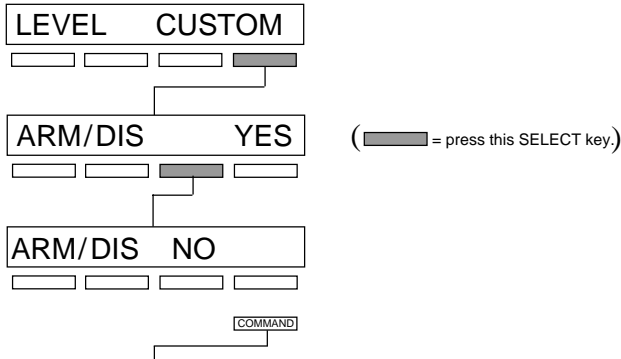 LEVEL CUSTOM
ARM/DIS YES
( = press this SELECT key.)
ARM/DIS NO
COMMAND